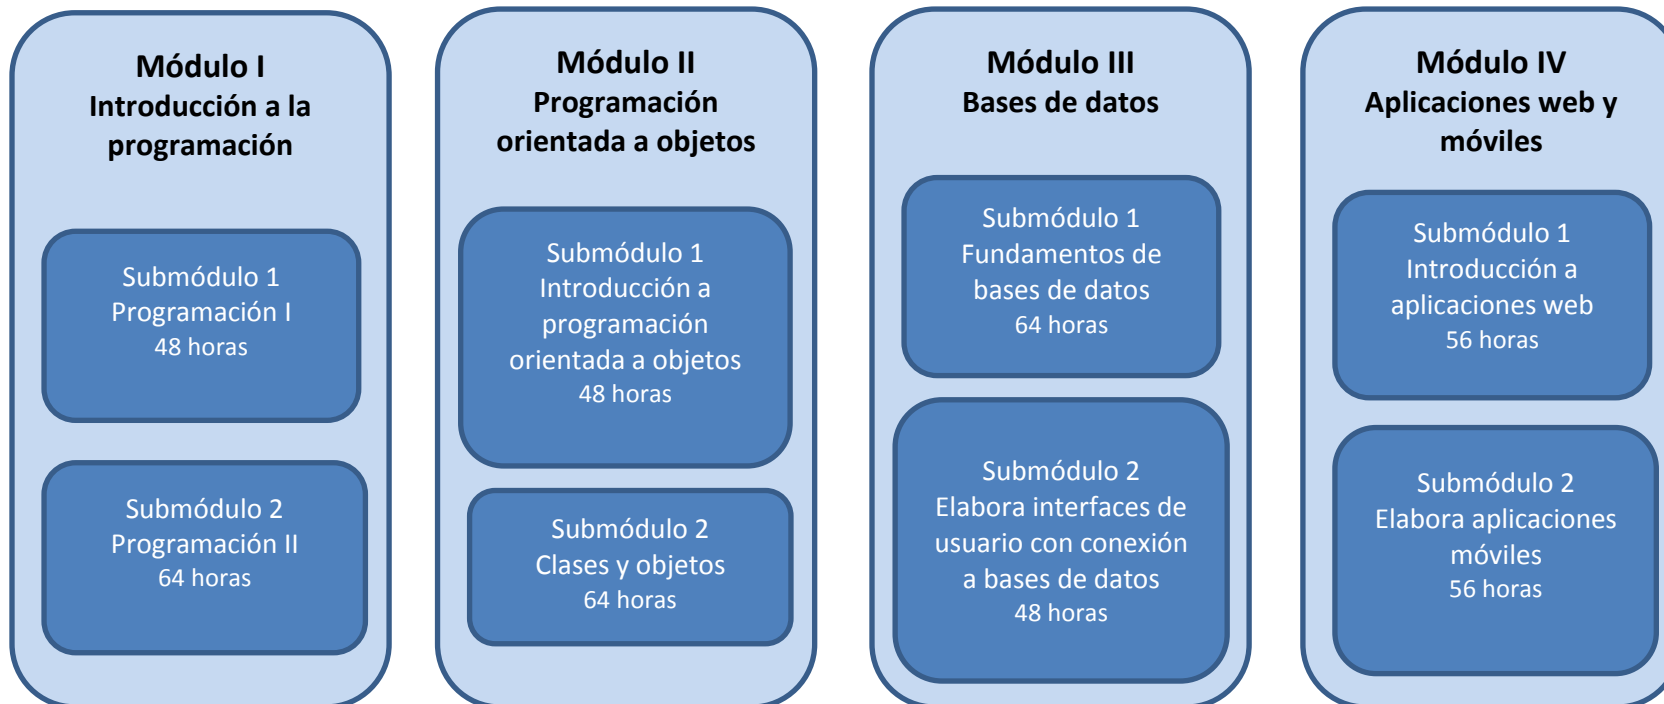 Módulo I
Introducción a la
programación
Submódulo 1
Programación I
48 horas
Submódulo 2
Programación II
64 horas
Módulo II
Programación
orientada a objetos
Submódulo 1
Introducción a
programación
orientada a objetos
48 horas
Submódulo 2
Clases y objetos
64 horas
Módulo III
Bases de datos
Submódulo 1
Fundamentos de
bases de datos
64 horas
Submódulo 2
Elabora interfaces de
usuario con conexión
a bases de datos
48 horas
Módulo IV
Aplicaciones web y
móviles
Submódulo 1
Introducción a
aplicaciones web
56 horas
Submódulo 2
Elabora aplicaciones
móviles
56 horas